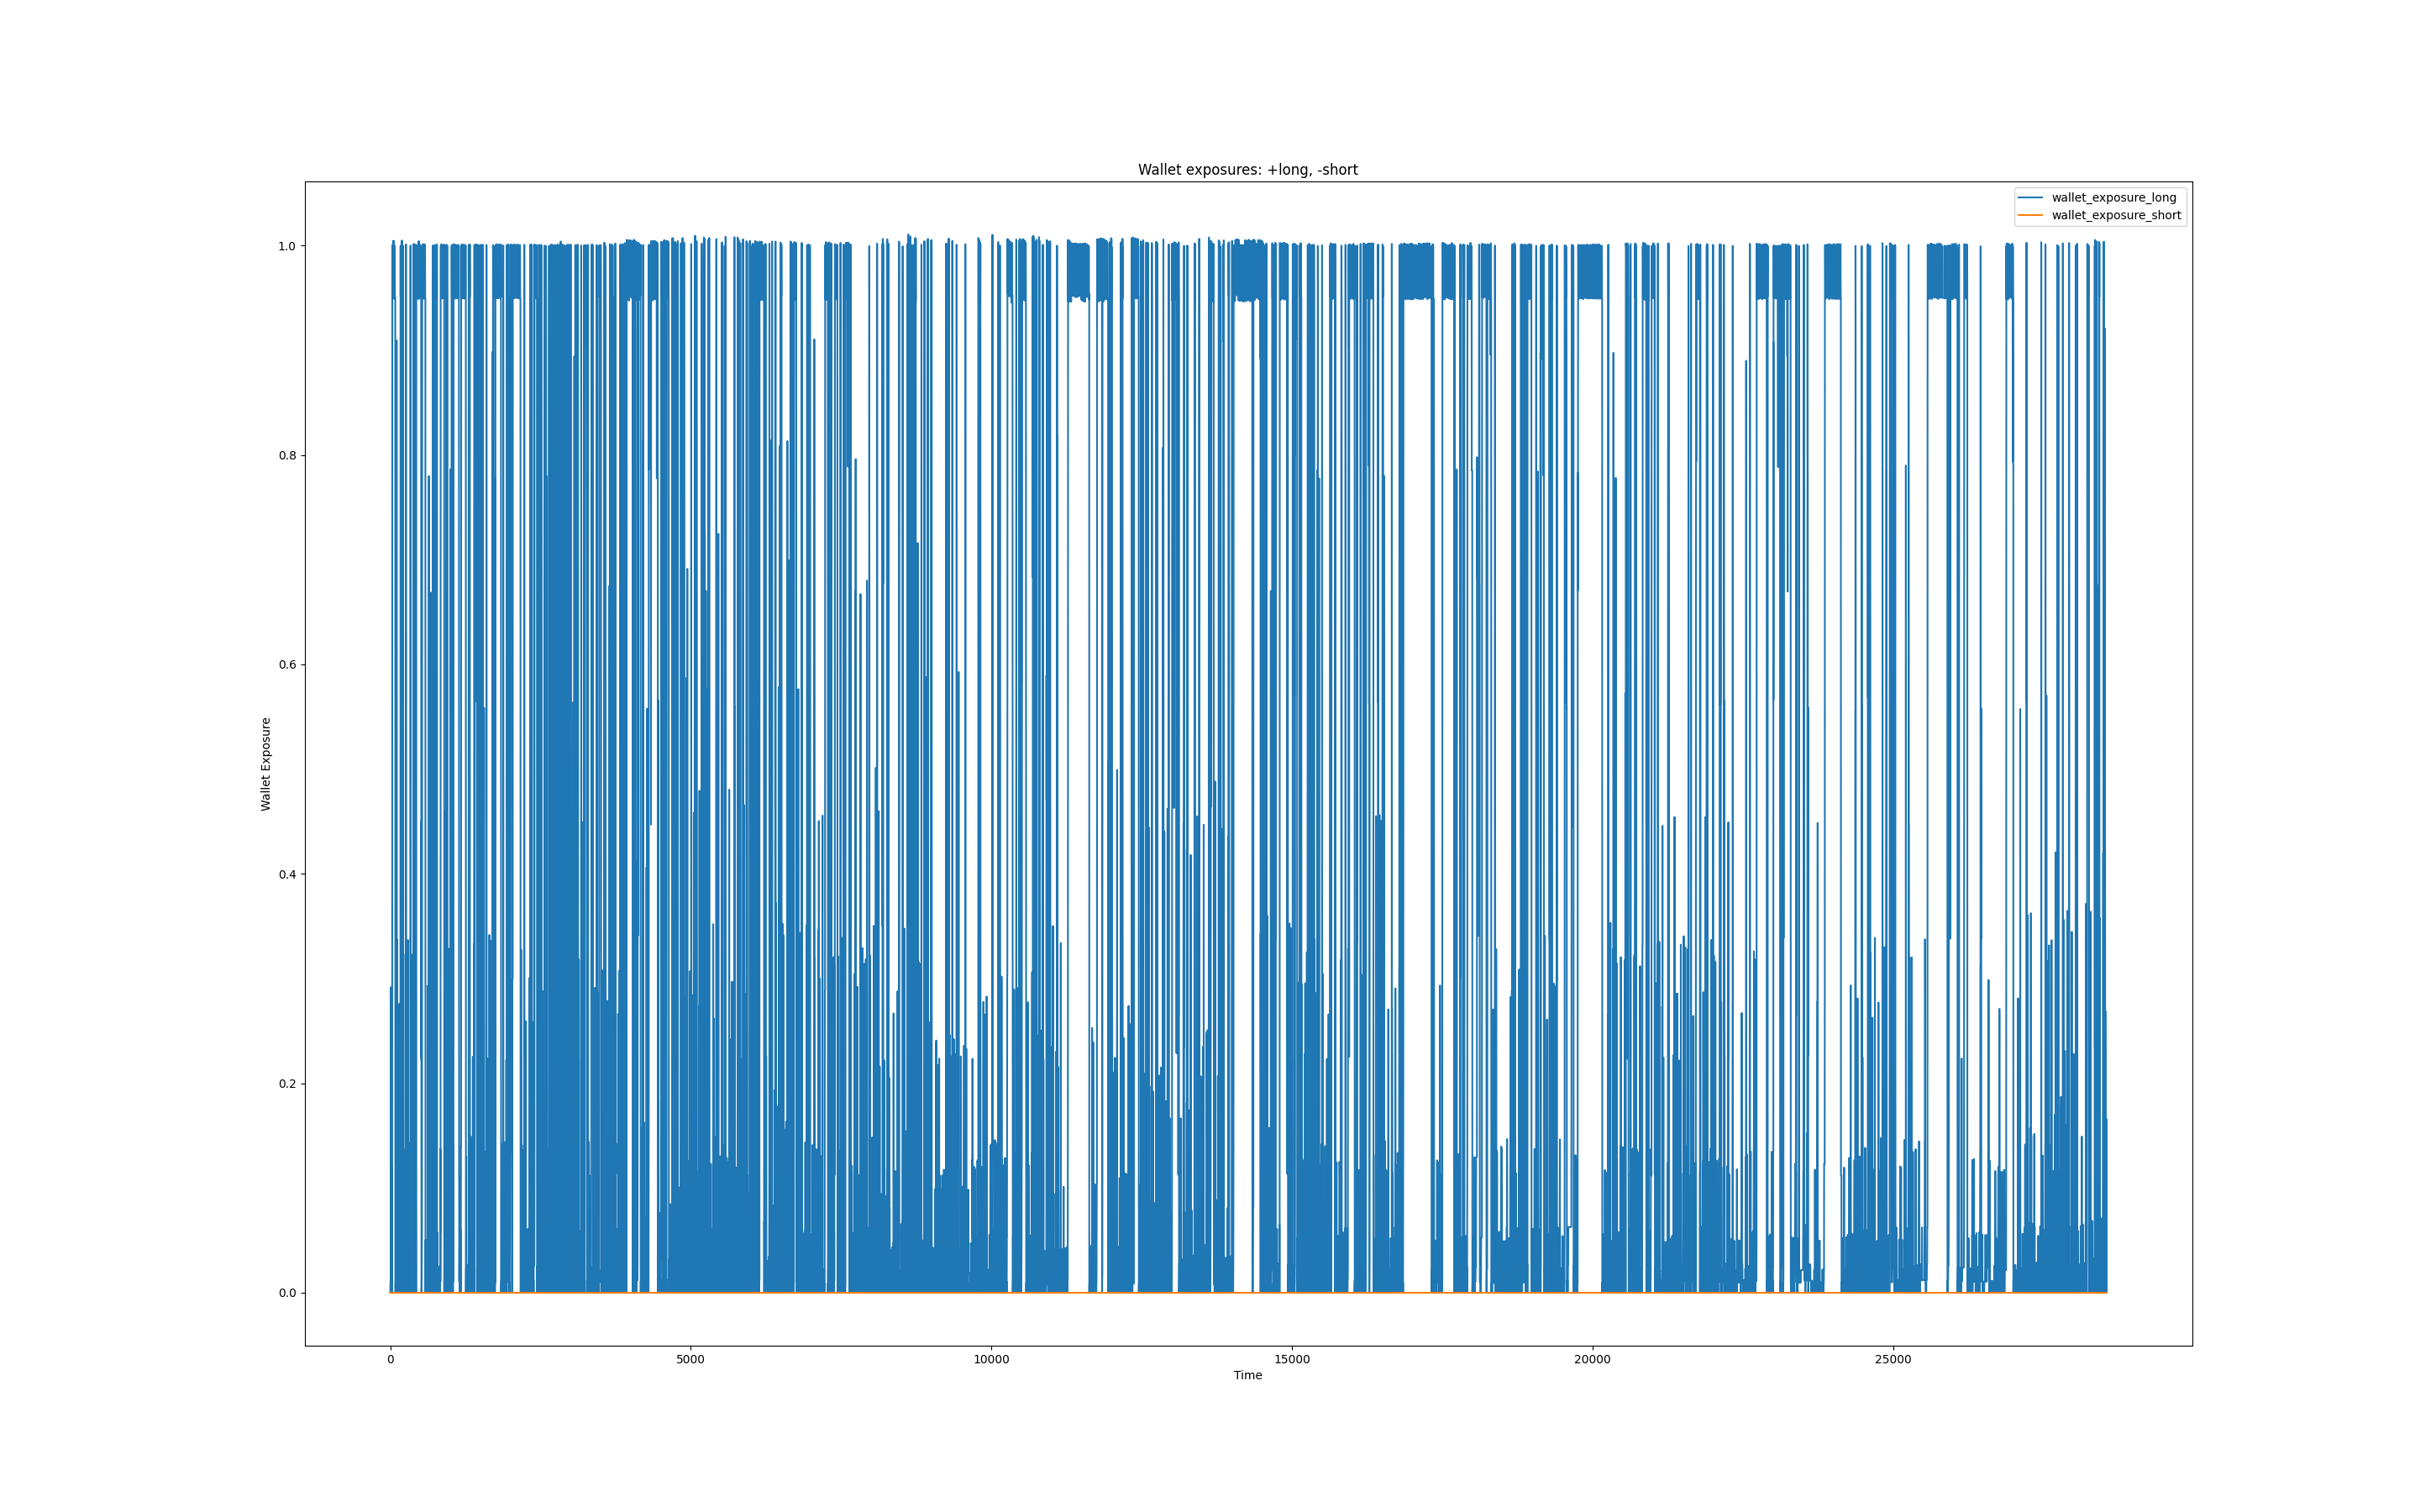 Wallet exposures: +long, -short
wallet_exposure_long
wallet_exposure_short
1.0
0.8
0.6
0.4
0.2
0.0
Wallet Exposure
0 5000 10000 15000 20000 25000
Time